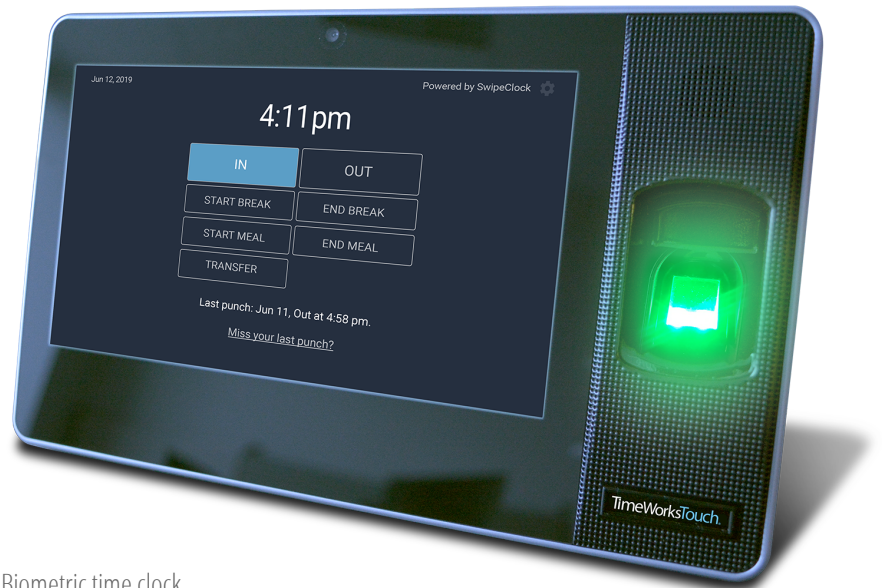 Jun 12, 2019
Powered by SwipeClock
4:11pm
IN
OUT
START BREAK
END BREAK
START MEAL
END MEAL
TRANSFER
Last punch: Jun 11, Out at 4:58 pm.
Miss your last punch?
TimeWorksTouch.
Biometric time clock